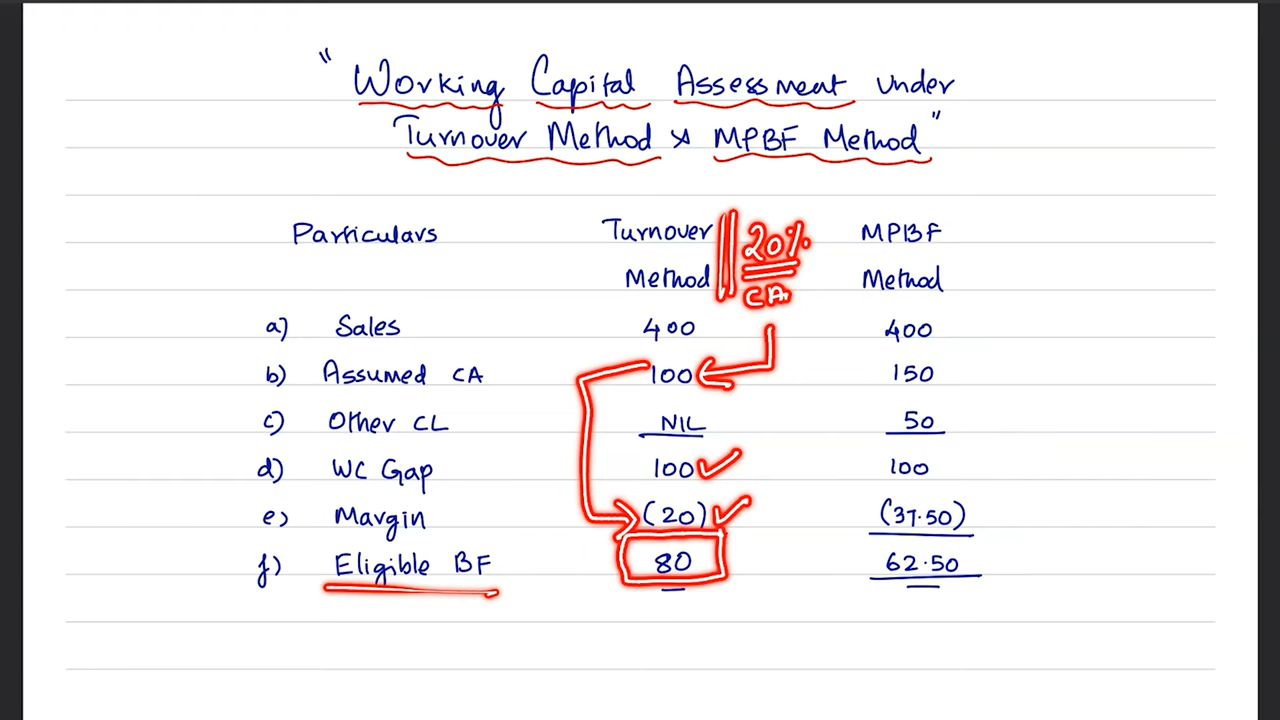 "Working Capital Assessment under
Turnover Method x MPBF Method"
Particulars Turnover Method 20% CA MPBF Method
a) Sales 400 400
b) Assumed CA 100 150
c) Other CL NIL 50
d) WC Gap 100 100
e) Margin (20) (37.50)
f) Eligible BF 80 62.50